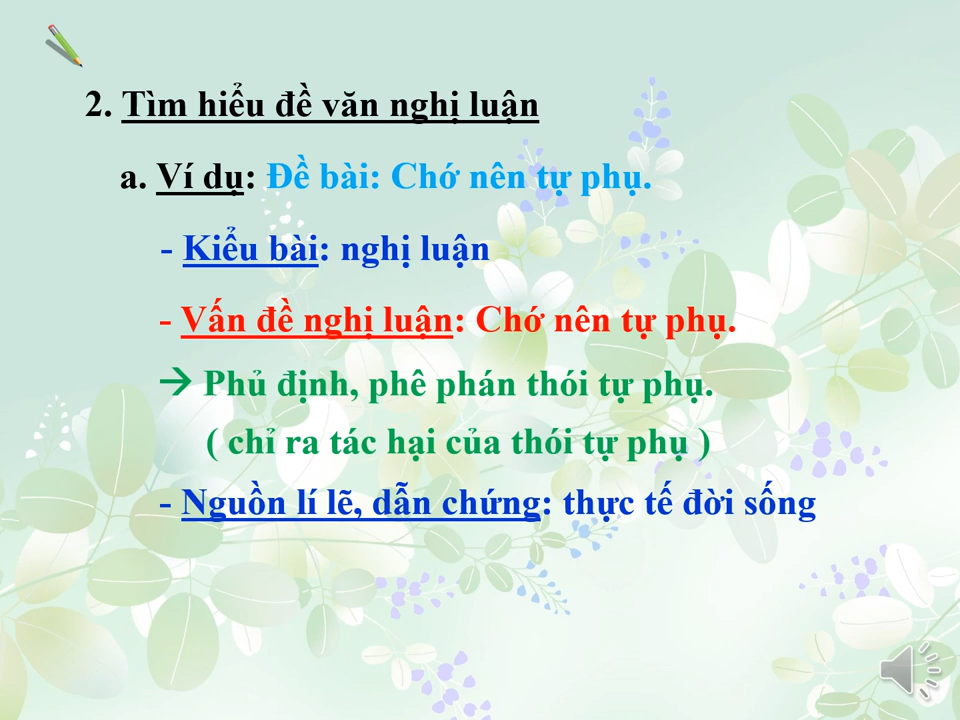 2. Tìm hiểu đề văn nghị luận
a. Ví dụ: Đề bài: Chớ nên tự phụ.
- Kiểu bài: nghị luận
- Vấn đề nghị luận: Chớ nên tự phụ.
→ Phủ định, phê phán thói tự phụ.
( chỉ ra tác hại của thói tự phụ )
- Nguồn lí lẽ, dẫn chứng: thực tế đời sống